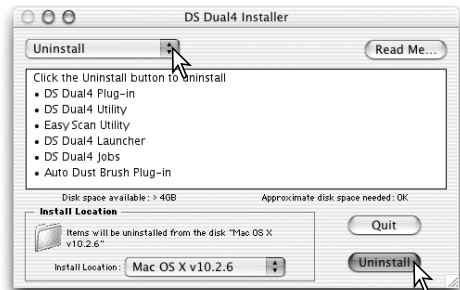 DS Dual4 Installer
Uninstall
Read Me...
Click the Uninstall button to uninstall
• DS Dual4 Plug-in
• DS Dual4 Utility
• Easy Scan Utility
• DS Dual4 Launcher
• DS Dual4 Jobs
• Auto Dust Brush Plug-in
Disk space available: > 4GB
Approximate disk space needed: 0K
Install Location
Items will be uninstalled from the disk "Mac OS X
v10.2.6"
Install Location: Mac OS X v10.2.6
Quit
Uninstall